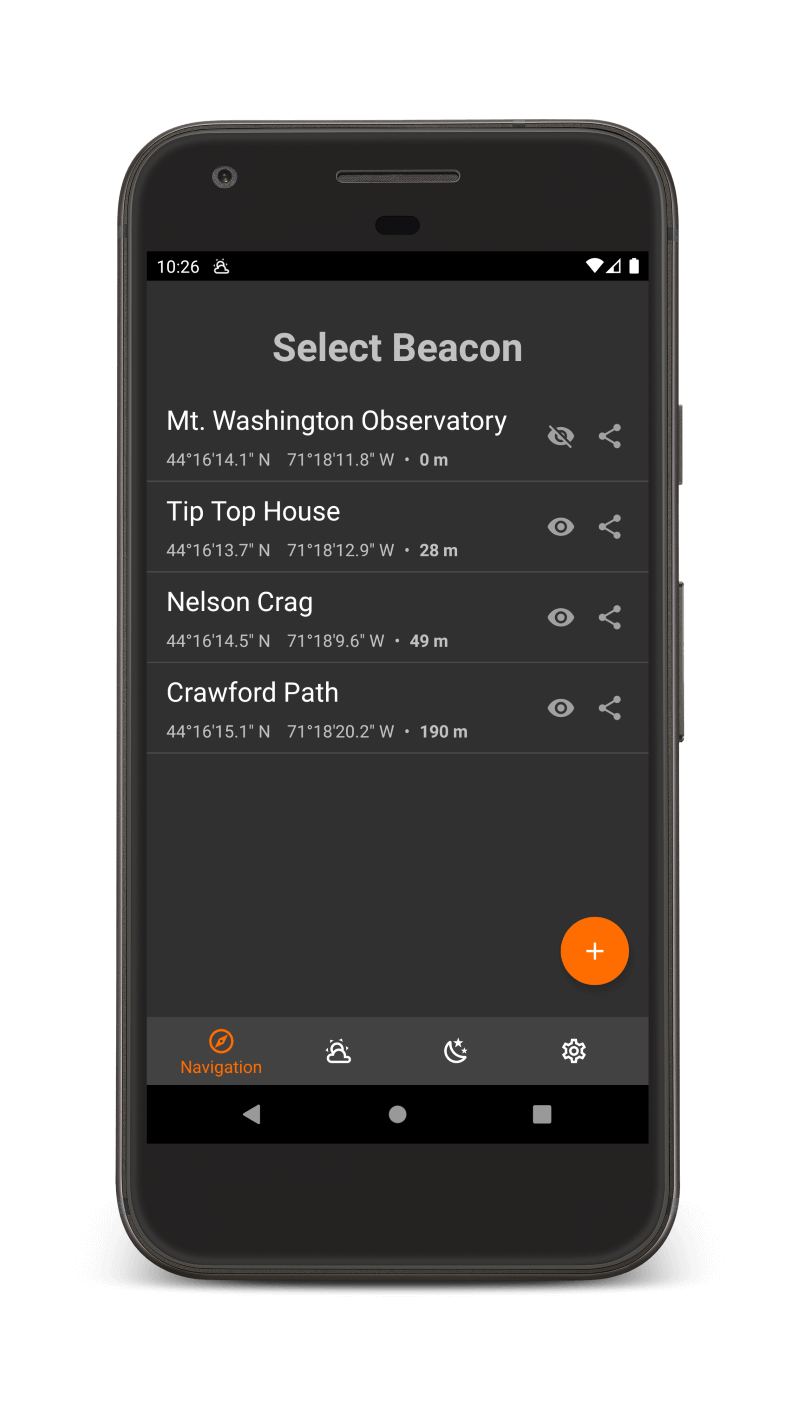 10:26
Select Beacon
Mt. Washington Observatory
44°16'14.1" N 71°18'11.8" W • 0 m
Tip Top House
44°16'13.7" N 71°18'12.9" W • 28 m
Nelson Crag
44°16'14.5" N 71°18'9.6" W • 49 m
Crawford Path
44°16'15.1" N 71°18'20.2" W • 190 m
Navigation